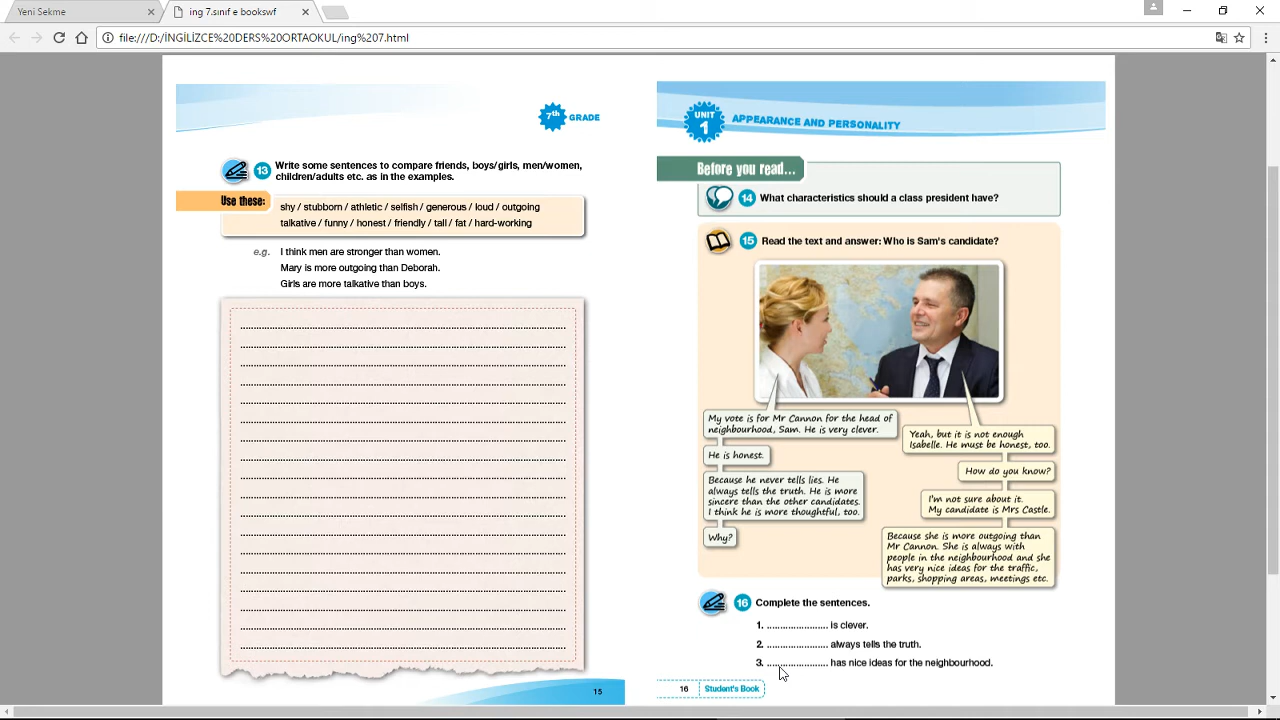 Yeni Sekme
ing 7.sınıf e bookswf
file:///D:/İNGİLİZCE%20DERS%20ORTAOKUL/ing%207.html
7th GRADE
13 Write some sentences to compare friends, boys/girls, men/women,
children/adults etc. as in the examples.
Use these:
shy / stubborn / athletic / selfish / generous / loud / outgoing
talkative / funny / honest / friendly / tall / fat / hard-working
e.g. I think men are stronger than women.
Mary is more outgoing than Deborah.
Girls are more talkative than boys.
15
UNIT
1
APPEARANCE AND PERSONALITY
Before you read...
14 What characteristics should a class president have?
15 Read the text and answer: Who is Sam's candidate?
My vote is for Mr Cannon for the head of
neighbourhood, Sam. He is very clever.
Yeah, but it is not enough
Isabelle. He must be honest, too.
He is honest.
How do you know?
Because he never tells lies. He
always tells the truth. He is more
sincere than the other candidates.
I think he is more thoughtful, too.
I'm not sure about it.
My candidate is Mrs Castle.
Why?
Because she is more outgoing than
Mr Cannon. She is always with
people in the neighbourhood and she
has very nice ideas for the traffic,
parks, shopping areas, meetings etc.
16 Complete the sentences.
1. ....................... is clever.
2. ....................... always tells the truth.
3. ....................... has nice ideas for the neighbourhood.
16 Student's Book